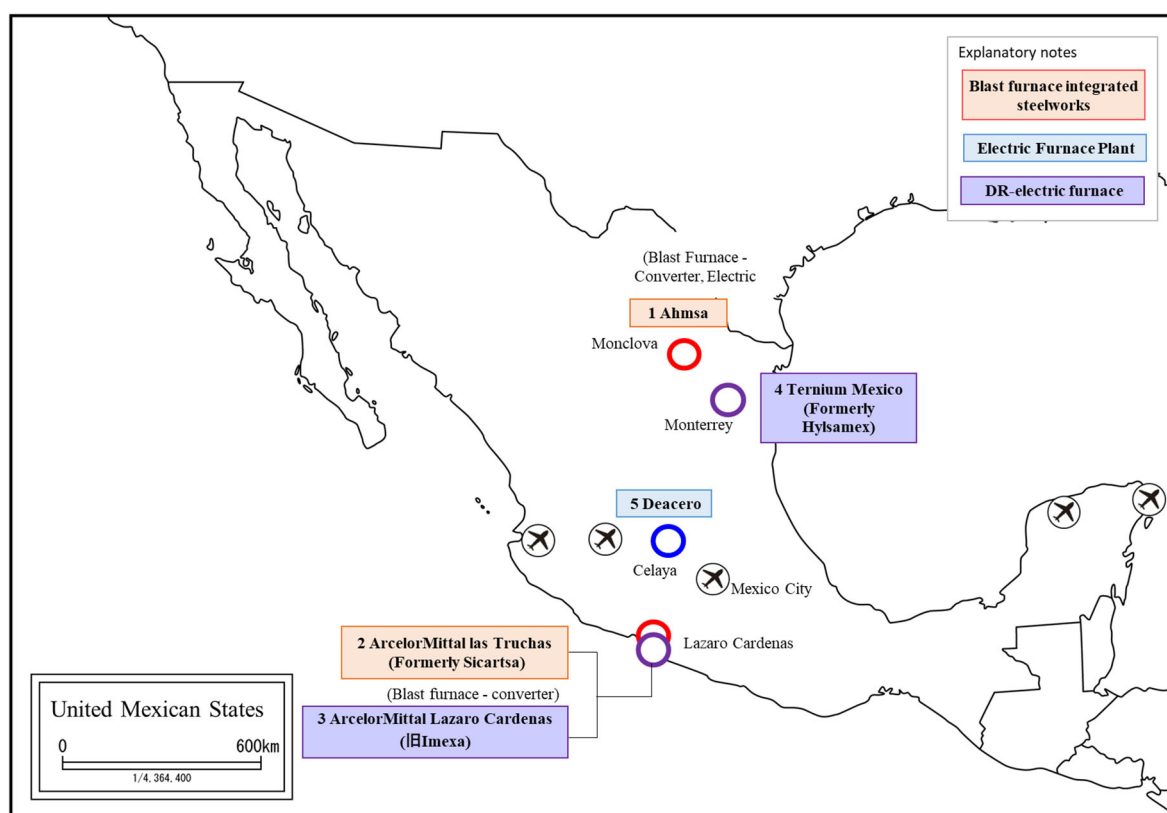 Explanatory notes
Blast furnace integrated
steelworks
Electric Furnace Plant
DR-electric furnace
(Blast Furnace -
Converter, Electric
1 Ahmsa
Monclova
4 Ternium Mexico
(Formerly
Hylsamex)
Monterrey
5 Deacero
Celaya
Mexico City
2 ArcelorMittal las Truchas
(Formerly Sicartsa)
Lazaro Cardenas
(Blast furnace - converter)
3 ArcelorMittal Lazaro Cardenas
(旧Imexa)
United Mexican States
0 600km
1/4,364,400